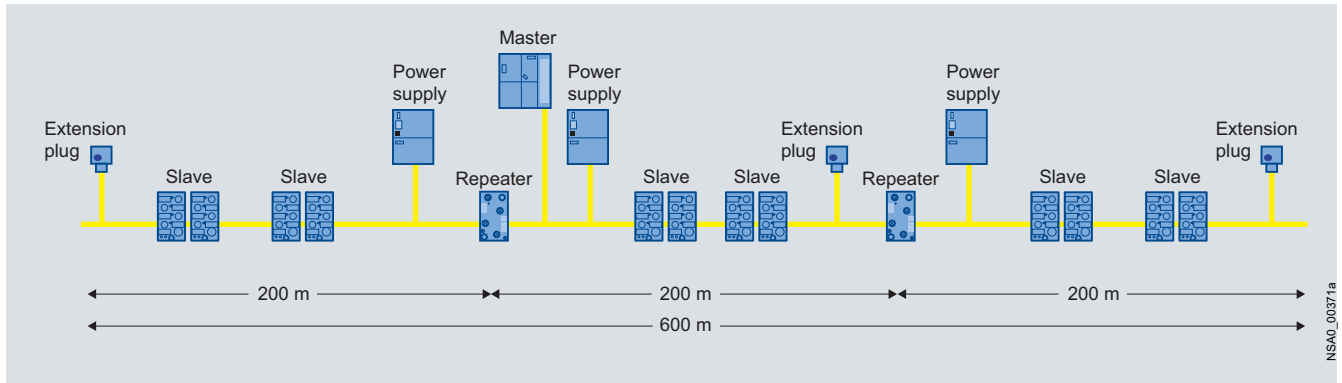 Master
Power
supply
Power
supply
Power
supply
Extension
plug
Extension
plug
Extension
plug
Slave
Slave
Repeater
Slave
Slave
Repeater
Slave
Slave
200 m
200 m
200 m
600 m
NSA0_00371a